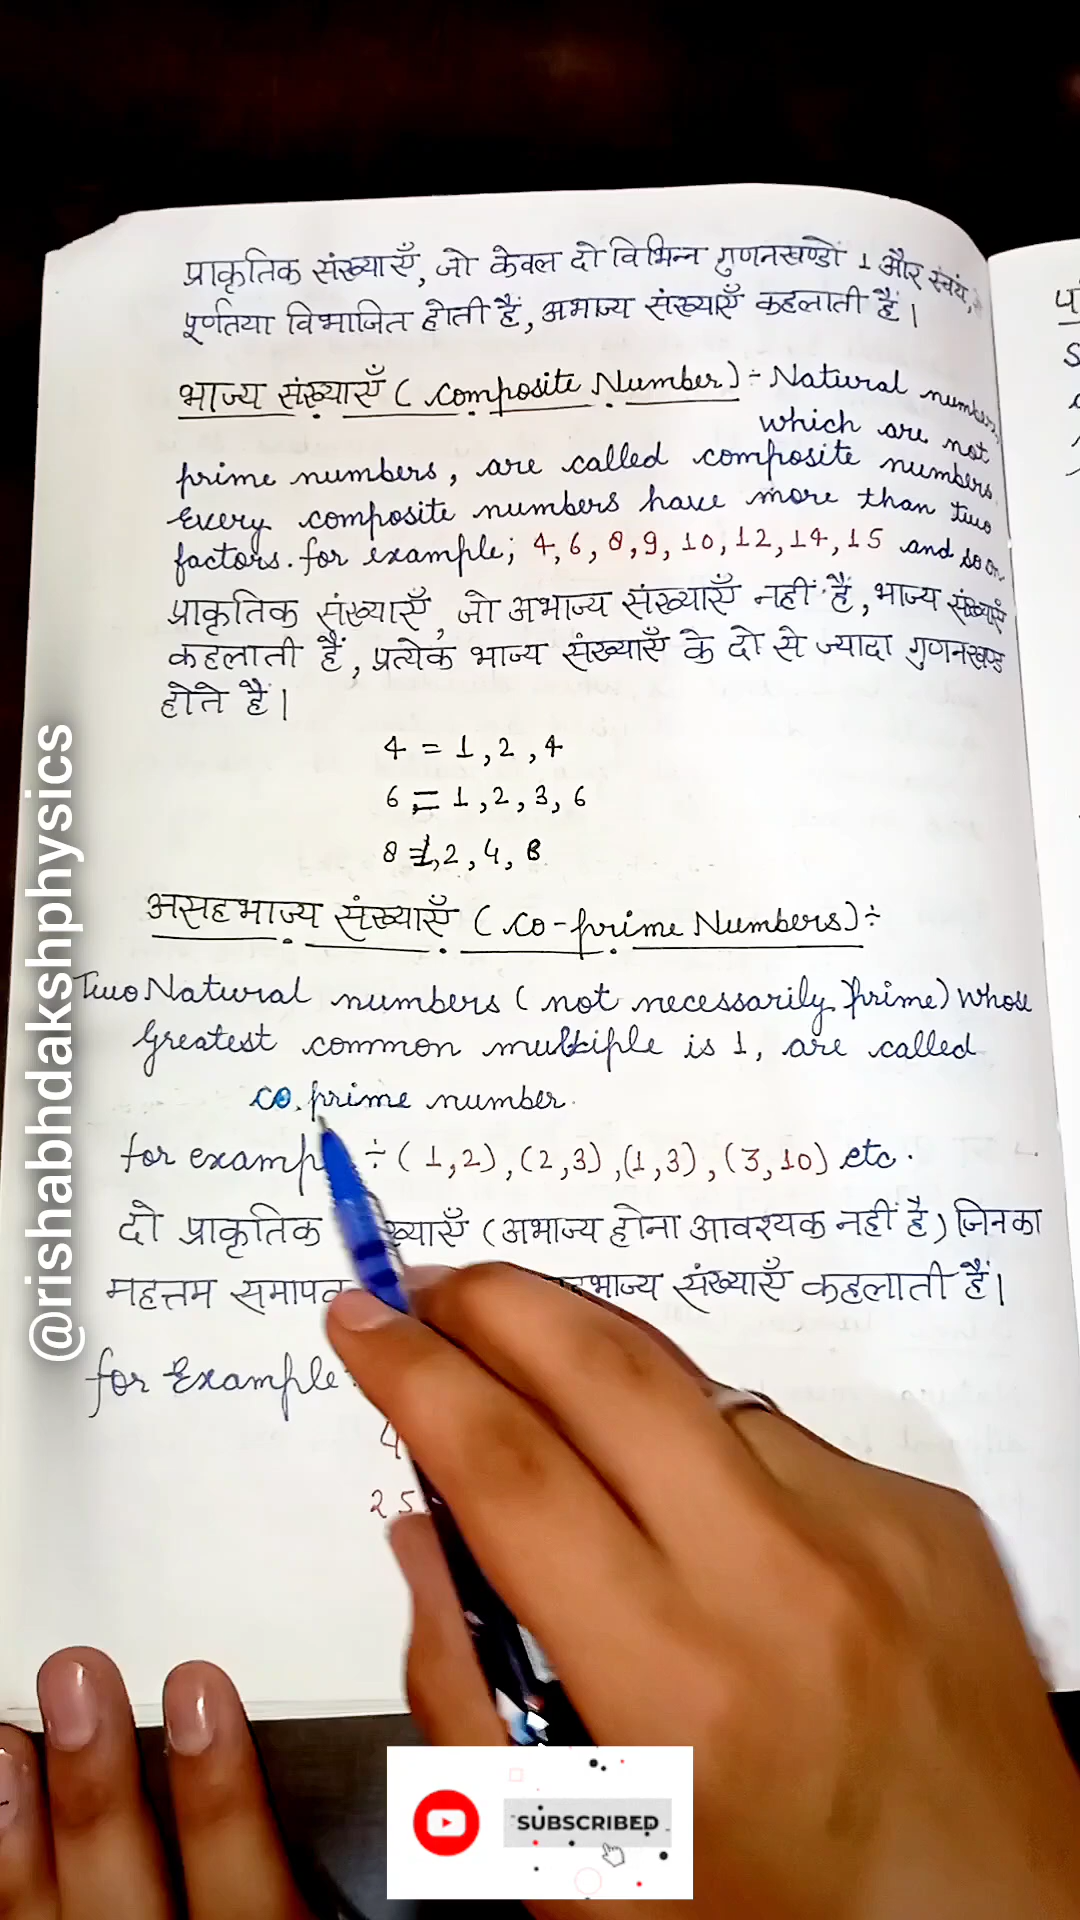 प्राकृतिक संख्याएँ, जो केवल दो विभिन्न गुणनखण्डों 1 और स्वयं,
पूर्णतया विभाजित होती हैं, अभाज्य संख्याएँ कहलाती हैं।
भाज्य संख्याएँ (Composite Number) ÷ Natural numbers
which are not
prime numbers, are called composite numbers.
Every composite numbers have more than two
factors. for example; 4, 6, 8, 9, 10, 12, 14, 15 and so on
प्राकृतिक संख्याएँ, जो अभाज्य संख्याएँ नहीं हैं, भाज्य संख्याएँ
कहलाती हैं, प्रत्येक भाज्य संख्याएँ के दो से ज्यादा गुणनखण्ड
होते हैं।
4 = 1, 2, 4
6 = 1, 2, 3, 6
8 = 1, 2, 4, 8
असहभाज्य संख्याएँ (Co-prime Numbers) ÷
Two Natural numbers (not necessarily prime) whose
Greatest common multiple is 1, are called
co.prime number.
for examp ÷ (1,2), (2,3), (1,3), (3,10) etc.
दो प्राकृतिक ख्याएँ (अभाज्य होना आवश्यक नहीं है) जिनका
महत्तम समापव भाज्य संख्याएँ कहलाती हैं।
for Example
4
25
@rishabhdakshphysics
SUBSCRIBED